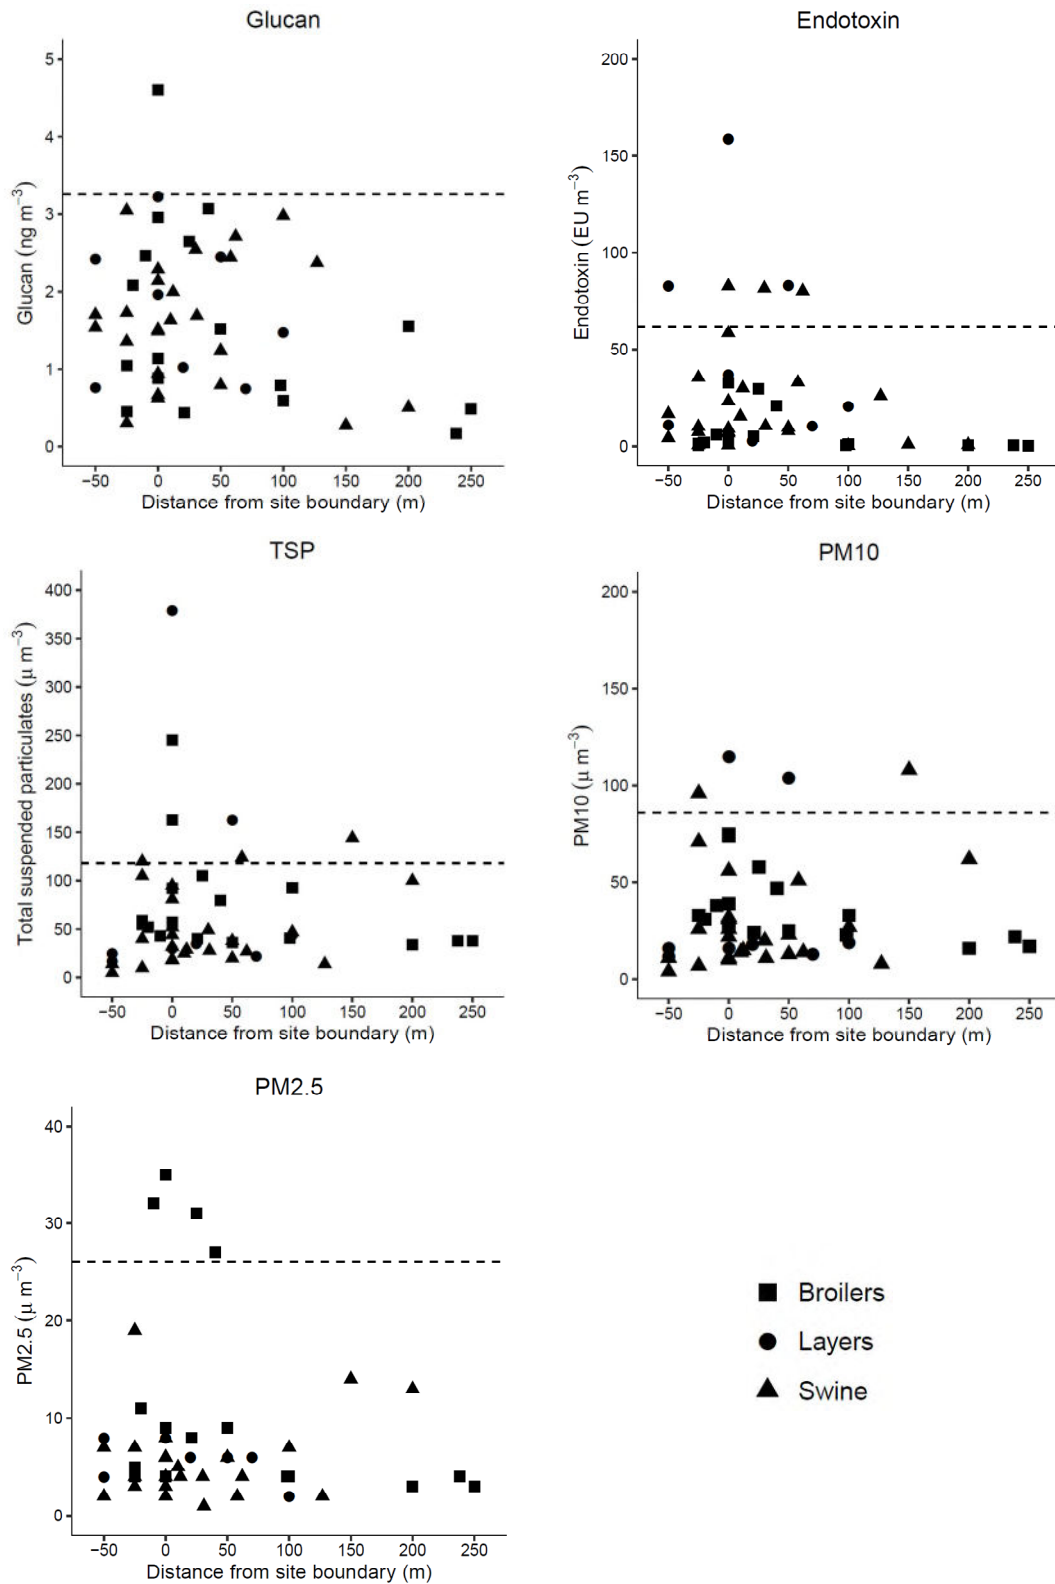 Glucan
5
4
3
2
1
0
Glucan (ng m−3)
−50 0 50 100 150 200 250
Distance from site boundary (m)
Endotoxin
200
150
100
50
0
Endotoxin (EU m−3)
−50 0 50 100 150 200 250
Distance from site boundary (m)
TSP
400
350
300
250
200
150
100
50
0
Total suspended particulates (μ m−3)
−50 0 50 100 150 200 250
Distance from site boundary (m)
PM10
200
150
100
50
0
PM10 (μ m−3)
−50 0 50 100 150 200 250
Distance from site boundary (m)
PM2.5
40
30
20
10
0
PM2.5 (μ m−3)
−50 0 50 100 150 200 250
Distance from site boundary (m)
Broilers
Layers
Swine